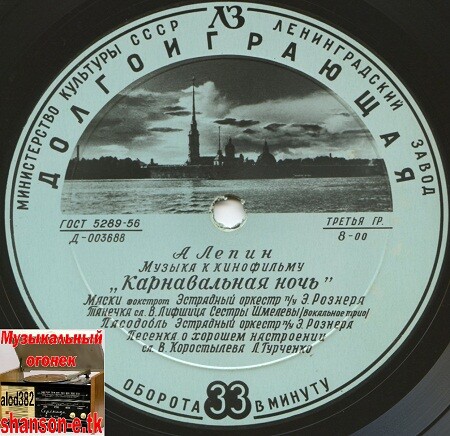 МИНИСТЕРСТВО КУЛЬТУРЫ СССР
ЛЗ
ЛЕНИНГРАДСКИЙ ЗАВОД
ДОЛГОИГРАЮЩАЯ
ГОСТ 5289-56
Д-003688
ТРЕТЬЯ ГР.
8-00
А Лепин
Музыка к кинофильму
„Карнавальная ночь"
Маски фокстрот Эстрадный оркестр п/у Э. Рознера
Танечка сл. В. Лифшица Сестры Шмелевы/вокальное трио/
Пасодобль Эстрадный оркестр п/у Э. Рознера
Песенка о хорошем настроении
сл. В. Коростылева Л. Гурченко
ОБОРОТА 33 В МИНУТУ
Музыкальный
огонек
alod382
shanson-e.tk